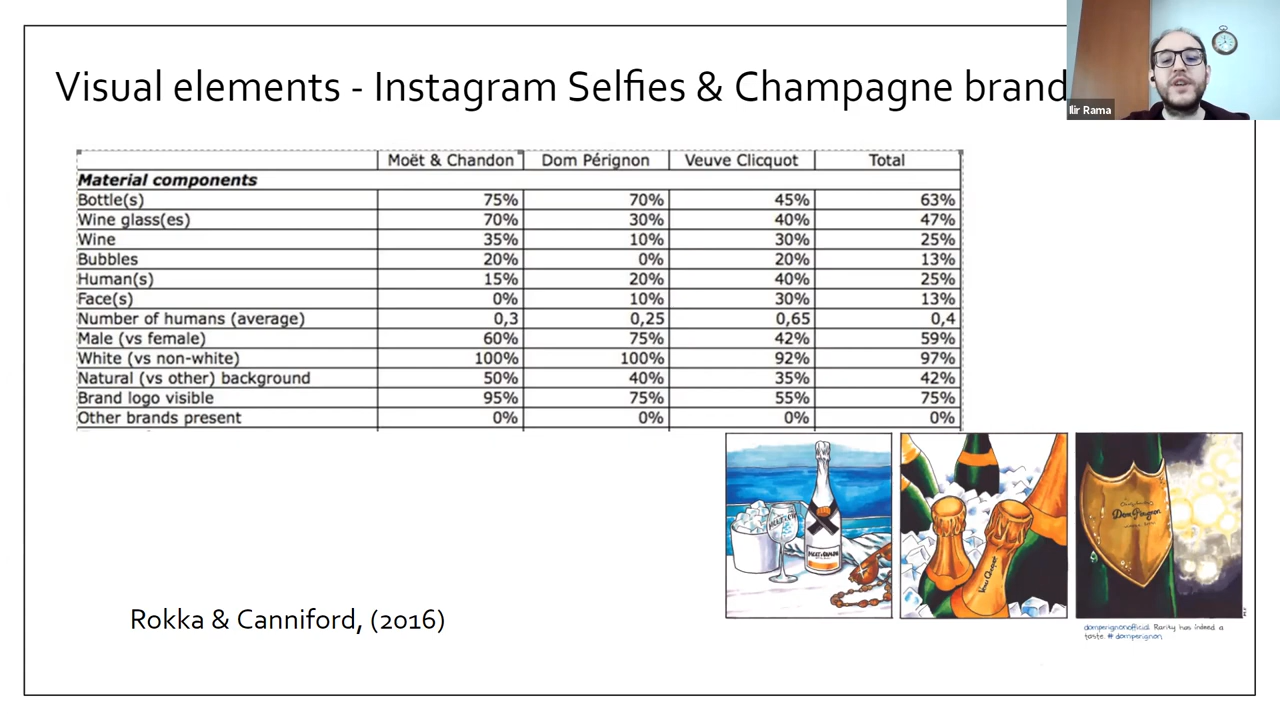 Visual elements - Instagram Selfies & Champagne brand
Ilir Rama
Moët & Chandon Dom Pérignon Veuve Clicquot Total
Material components
Bottle(s) 75% 70% 45% 63%
Wine glass(es) 70% 30% 40% 47%
Wine 35% 10% 30% 25%
Bubbles 20% 0% 20% 13%
Human(s) 15% 20% 40% 25%
Face(s) 0% 10% 30% 13%
Number of humans (average) 0,3 0,25 0,65 0,4
Male (vs female) 60% 75% 42% 59%
White (vs non-white) 100% 100% 92% 97%
Natural (vs other) background 50% 40% 35% 42%
Brand logo visible 95% 75% 55% 75%
Other brands present 0% 0% 0% 0%
Dom Perignon
domperignonofficial Rarity has indeed a
taste. # domperignon
Rokka & Canniford, (2016)